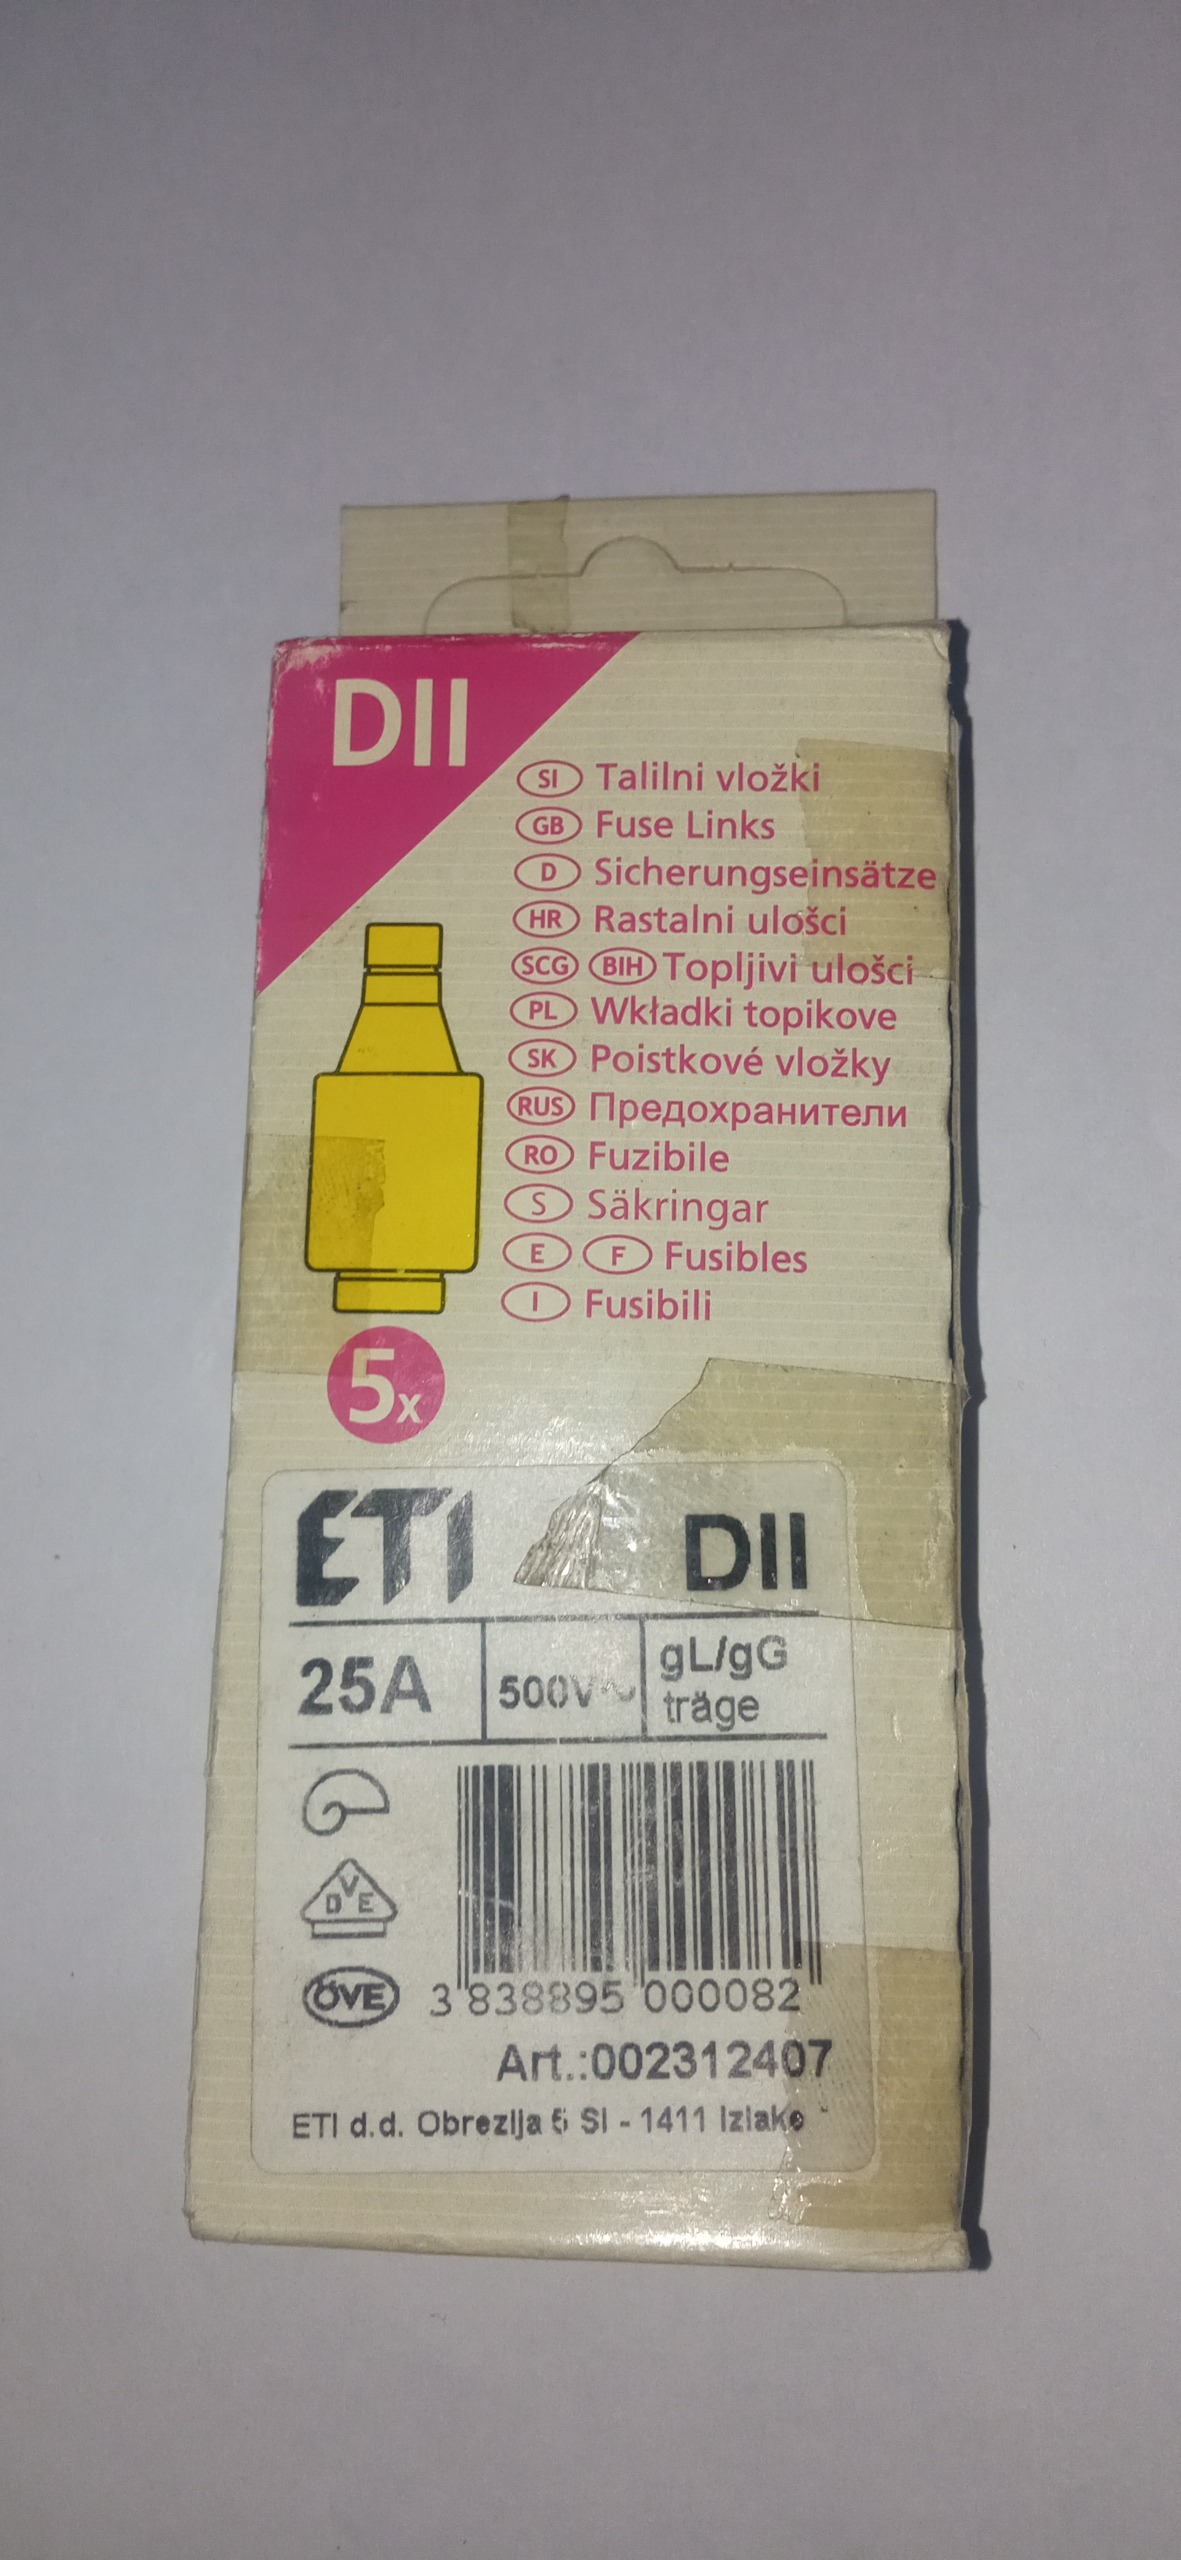 DII
SI Talilni vložki
GB Fuse Links
D Sicherungseinsätze
HR Rastalni ulošci
SCG BIH Topljivi ulošci
PL Wkładki topikove
SK Poistkové vložky
RUS Предохранители
RO Fuzibile
S Säkringar
E F Fusibles
I Fusibili
5x
ETI DII
25A 500V~ gL/gG
träge
VDE
ÖVE
3 838895 000082
Art.:002312407
ETI d.d. Obrezija 5 SI - 1411 Izlake